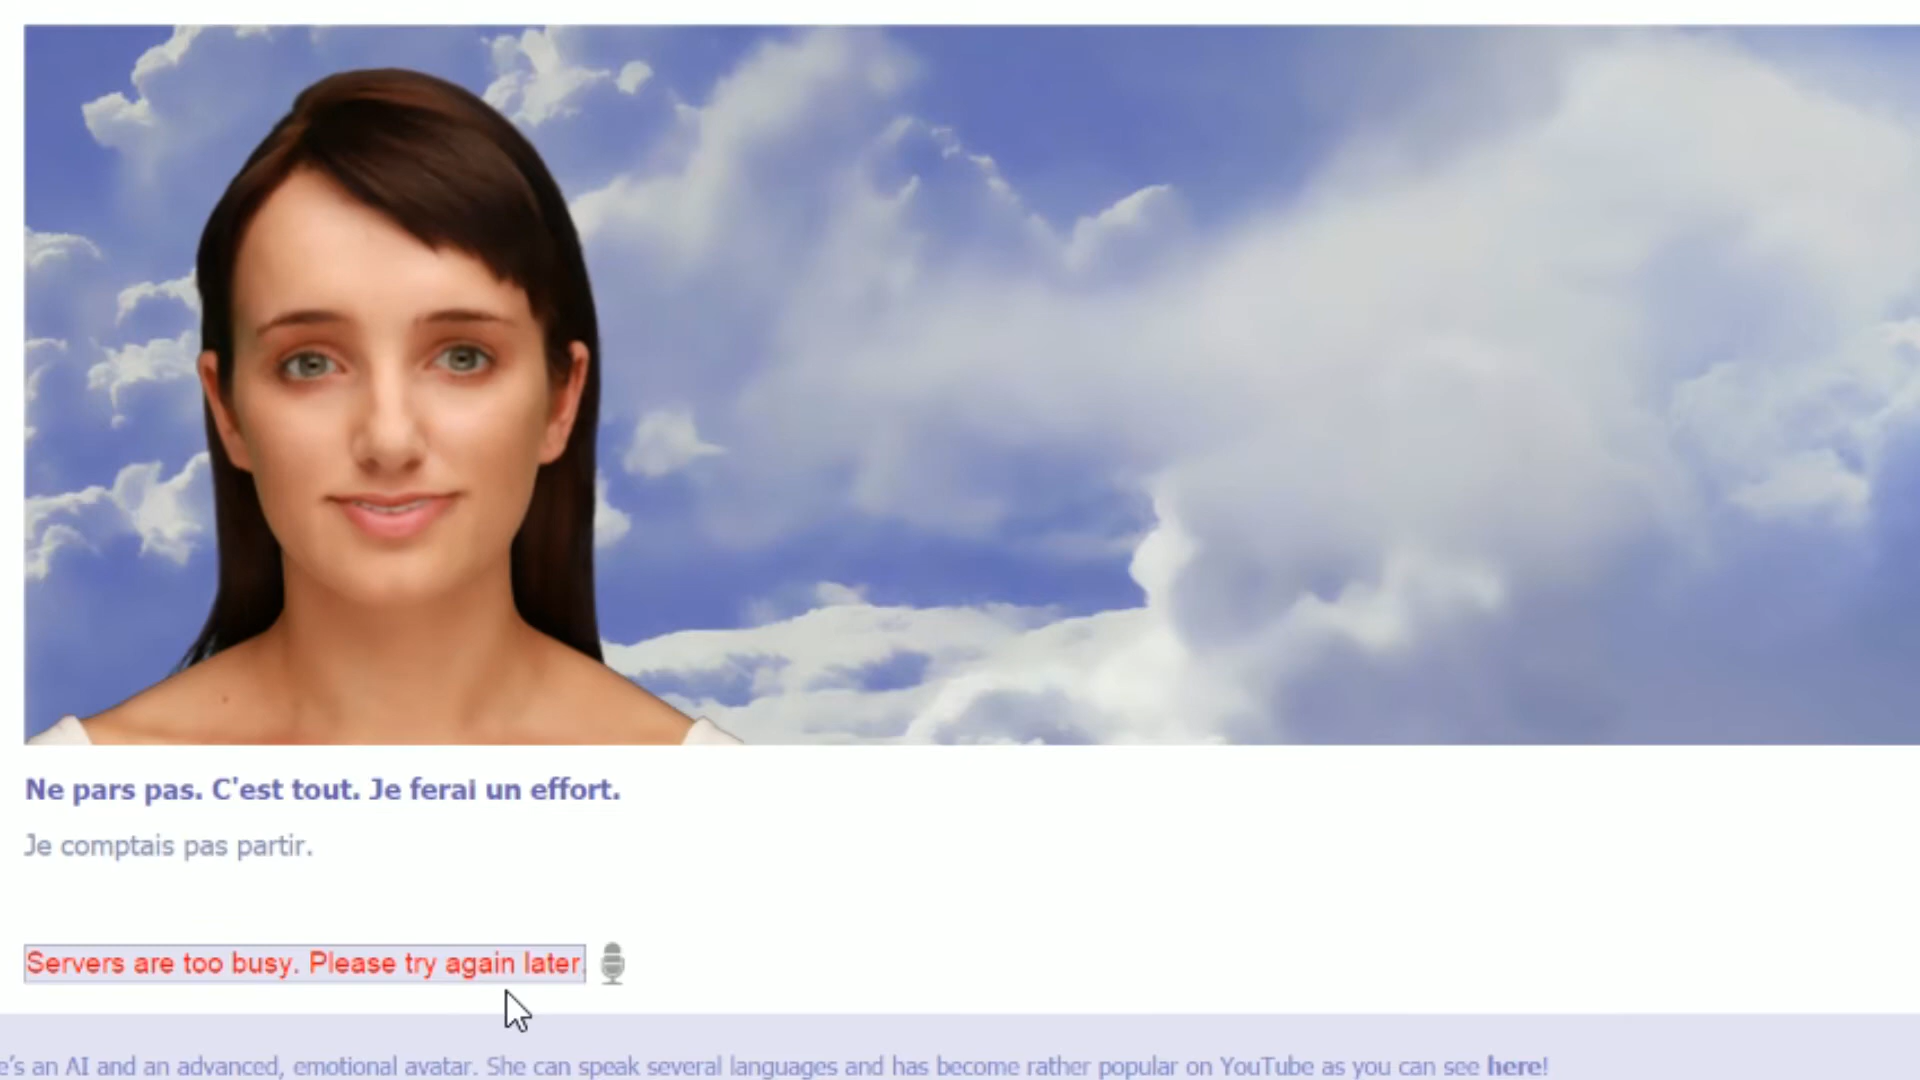 Ne pars pas. C'est tout. Je ferai un effort.
Je comptais pas partir.
Servers are too busy. Please try again later.
e's an AI and an advanced, emotional avatar. She can speak several languages and has become rather popular on YouTube as you can see here!